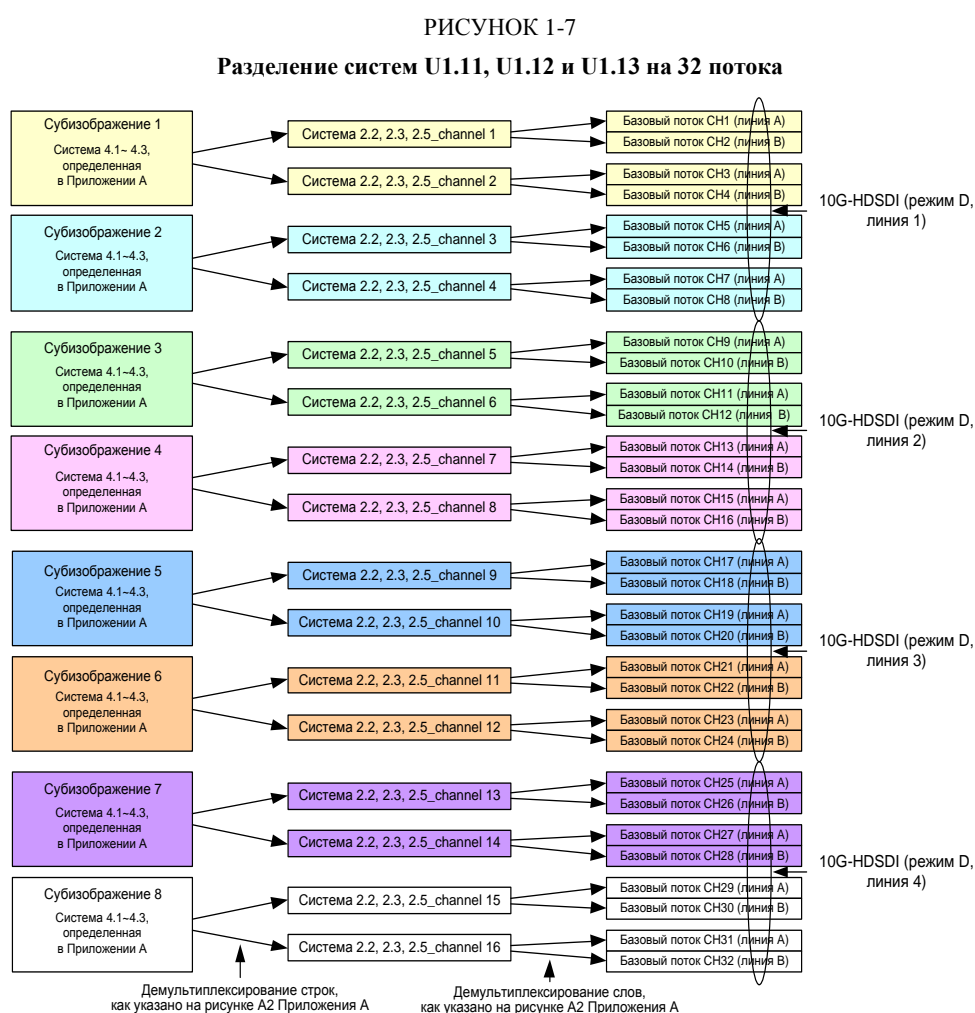 РИСУНОК 1-7
Разделение систем U1.11, U1.12 и U1.13 на 32 потока
Субизображение 1
Система 4.1~ 4.3,
определенная
в Приложении А
Система 2.2, 2.3, 2.5_channel 1
Система 2.2, 2.3, 2.5_channel 2
Базовый поток CH1 (линия A)
Базовый поток CH2 (линия B)
Базовый поток CH3 (линия A)
Базовый поток CH4 (линия B)
10G-HDSDI (режим D,
линия 1)
Субизображение 2
Система 4.1~4.3,
определенная
в Приложении А
Система 2.2, 2.3, 2.5_channel 3
Система 2.2, 2.3, 2.5_channel 4
Базовый поток CH5 (линия A)
Базовый поток CH6 (линия B)
Базовый поток CH7 (линия A)
Базовый поток CH8 (линия B)
Субизображение 3
Система 4.1~4.3,
определенная
в Приложении А
Система 2.2, 2.3, 2.5_channel 5
Система 2.2, 2.3, 2.5_channel 6
Базовый поток CH9 (линия A)
Базовый поток CH10 (линия B)
Базовый поток CH11 (линия A)
Базовый поток CH12 (линия B)
10G-HDSDI (режим D,
линия 2)
Субизображение 4
Система 4.1~4.3,
определенная
в Приложении А
Система 2.2, 2.3, 2.5_channel 7
Система 2.2, 2.3, 2.5_channel 8
Базовый поток CH13 (линия A)
Базовый поток CH14 (линия B)
Базовый поток CH15 (линия A)
Базовый поток CH16 (линия B)
Субизображение 5
Система 4.1~4.3,
определенная
в Приложении А
Система 2.2, 2.3, 2.5_channel 9
Система 2.2, 2.3, 2.5_channel 10
Базовый поток CH17 (линия A)
Базовый поток CH18 (линия B)
Базовый поток CH19 (линия A)
Базовый поток CH20 (линия B)
10G-HDSDI (режим D,
линия 3)
Субизображение 6
Система 4.1~4.3,
определенная
в Приложении А
Система 2.2, 2.3, 2.5_channel 11
Система 2.2, 2.3, 2.5_channel 12
Базовый поток CH21 (линия A)
Базовый поток CH22 (линия B)
Базовый поток CH23 (линия A)
Базовый поток CH24 (линия B)
Субизображение 7
Система 4.1~4.3,
определенная
в Приложении А
Система 2.2, 2.3, 2.5_channel 13
Система 2.2, 2.3, 2.5_channel 14
Базовый поток CH25 (линия A)
Базовый поток CH26 (линия B)
Базовый поток CH27 (линия A)
Базовый поток CH28 (линия B)
10G-HDSDI (режим D,
линия 4)
Субизображение 8
Система 4.1~4.3,
определенная
в Приложении А
Система 2.2, 2.3, 2.5_channel 15
Система 2.2, 2.3, 2.5_channel 16
Базовый поток CH29 (линия A)
Базовый поток CH30 (линия B)
Базовый поток CH31 (линия A)
Базовый поток CH32 (линия B)
Демультиплексирование строк,
как указано на рисунке А2 Приложения А
Демультиплексирование слов,
как указано на рисунке А2 Приложения А